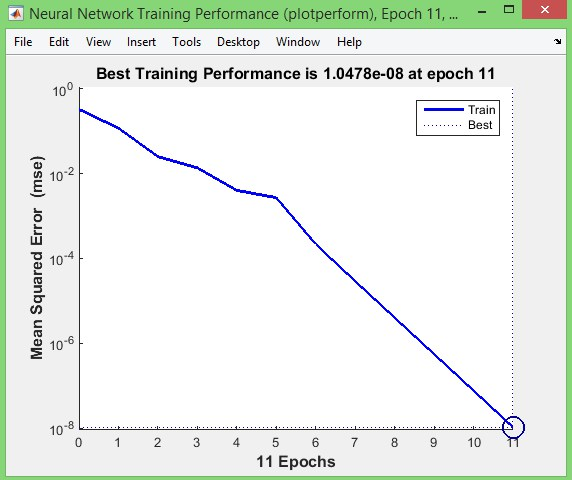 Neural Network Training Performance (plotperform), Epoch 11, ...
File Edit View Insert Tools Desktop Window Help
Best Training Performance is 1.0478e-08 at epoch 11
Train
Best
Mean Squared Error (mse)
10^0
10^-2
10^-4
10^-6
10^-8
0 1 2 3 4 5 6 7 8 9 10 11
11 Epochs